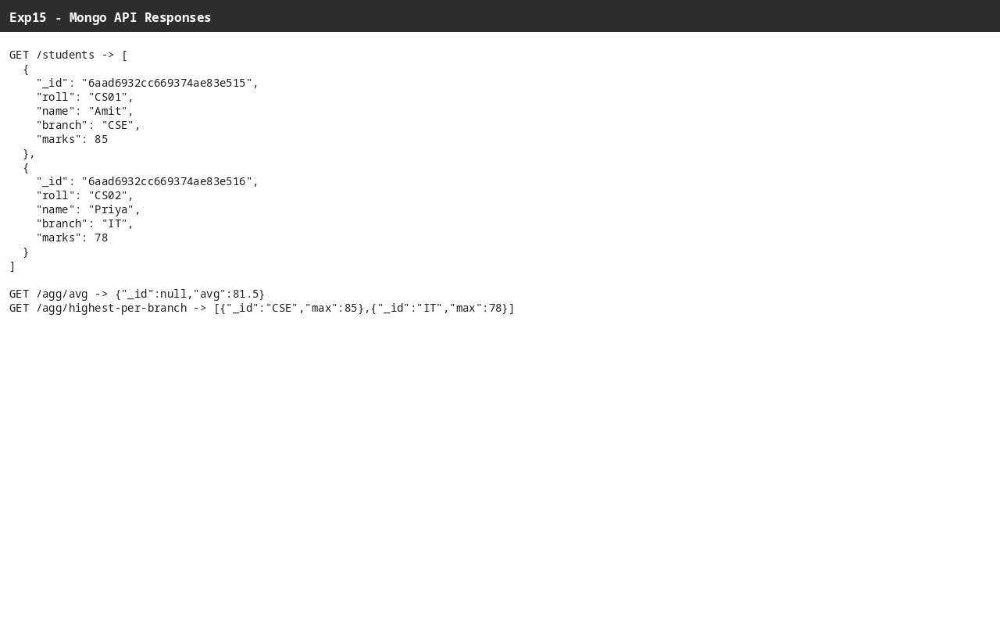 Exp15 - Mongo API Responses
GET /students -> [
  {
    "_id": "6aad6932cc669374ae83e515",
    "roll": "CS01",
    "name": "Amit",
    "branch": "CSE",
    "marks": 85
  },
  {
    "_id": "6aad6932cc669374ae83e516",
    "roll": "CS02",
    "name": "Priya",
    "branch": "IT",
    "marks": 78
  }
]
GET /agg/avg -> {"_id":null,"avg":81.5}
GET /agg/highest-per-branch -> [{"_id":"CSE","max":85},{"_id":"IT","max":78}]